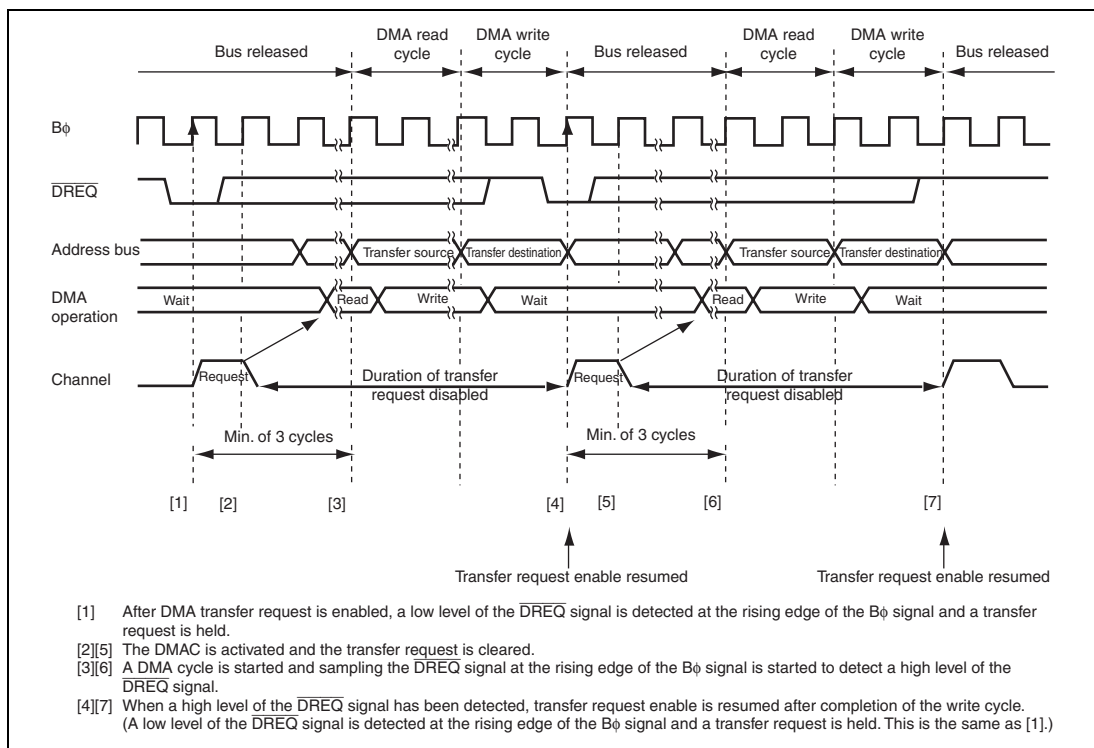 Bus released
DMA read cycle
DMA write cycle
Bus released
DMA read cycle
DMA write cycle
Bus released
Bφ
DREQ
Address bus
Transfer source
Transfer destination
Transfer source
Transfer destination
DMA operation
Wait
Read
Write
Wait
Read
Write
Wait
Channel
Request
Duration of transfer request disabled
Request
Duration of transfer request disabled
Min. of 3 cycles
Min. of 3 cycles
[1] [2] [3] [4] [5] [6] [7]
Transfer request enable resumed
Transfer request enable resumed
[1] After DMA transfer request is enabled, a low level of the DREQ signal is detected at the rising edge of the Bφ signal and a transfer
request is held.
[2][5] The DMAC is activated and the transfer request is cleared.
[3][6] A DMA cycle is started and sampling the DREQ signal at the rising edge of the Bφ signal is started to detect a high level of the
DREQ signal.
[4][7] When a high level of the DREQ signal has been detected, transfer request enable is resumed after completion of the write cycle.
(A low level of the DREQ signal is detected at the rising edge of the Bφ signal and a transfer request is held. This is the same as [1].)